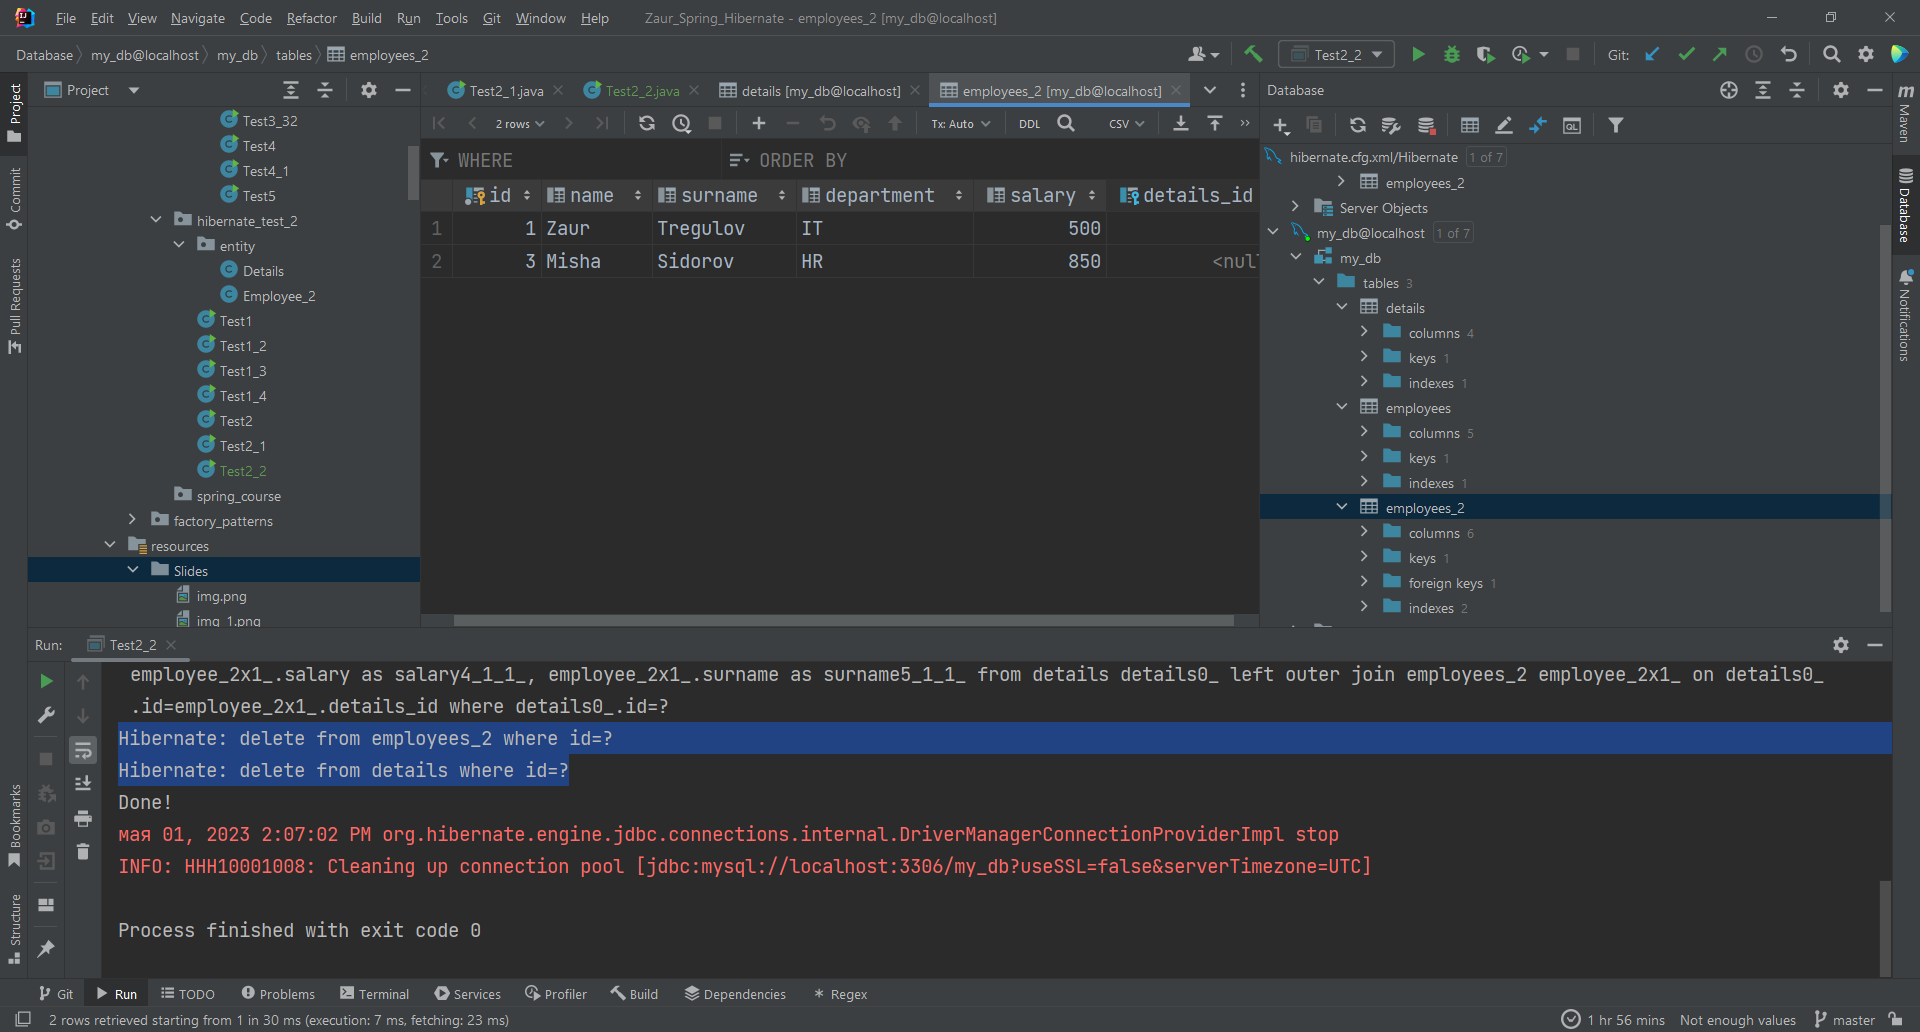 File Edit View Navigate Code Refactor Build Run Tools Git Window Help Zaur_Spring_Hibernate - employees_2 [my_db@localhost]
Database my_db@localhost my_db tables employees_2 Test2_2 Git:
Project
Test3_32
Test4
Test4_1
Test5
hibernate_test_2
entity
Details
Employee_2
Test1
Test1_2
Test1_3
Test1_4
Test2
Test2_1
Test2_2
spring_course
factory_patterns
resources
Slides
img.png
img_1.png
Test2_1.java Test2_2.java details [my_db@localhost] employees_2 [my_db@localhost]
2 rows Tx: Auto DDL CSV
WHERE ORDER BY
id name surname department salary details_id
1 1 Zaur Tregulov IT 500
2 3 Misha Sidorov HR 850 <null
Database
hibernate.cfg.xml/Hibernate 1 of 7
employees_2
Server Objects
my_db@localhost 1 of 7
my_db
tables 3
details
columns 4
keys 1
indexes 1
employees
columns 5
keys 1
indexes 1
employees_2
columns 6
keys 1
foreign keys 1
indexes 2
Project
Commit
Pull Requests
Bookmarks
Structure
Maven
Database
Notifications
Run: Test2_2
employee_2x1_.salary as salary4_1_1_, employee_2x1_.surname as surname5_1_1_ from details details0_ left outer join employees_2 employee_2x1_ on details0_
.id=employee_2x1_.details_id where details0_.id=?
Hibernate: delete from employees_2 where id=?
Hibernate: delete from details where id=?
Done!
мая 01, 2023 2:07:02 PM org.hibernate.engine.jdbc.connections.internal.DriverManagerConnectionProviderImpl stop
INFO: HHH10001008: Cleaning up connection pool [jdbc:mysql://localhost:3306/my_db?useSSL=false&serverTimezone=UTC]
Process finished with exit code 0
Git Run TODO Problems Terminal Services Profiler Build Dependencies Regex
2 rows retrieved starting from 1 in 30 ms (execution: 7 ms, fetching: 23 ms) 1 hr 56 mins Not enough values master